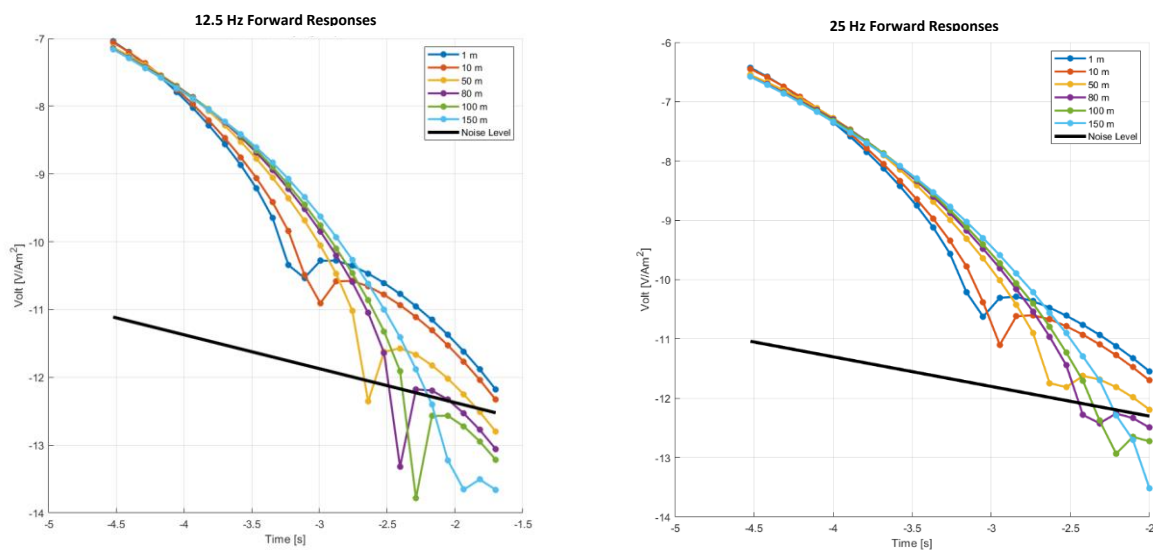 12.5 Hz Forward Responses
-7
-8
-9
-10
-11
-12
-13
-14
Volt [V/Am2]
-5
-4.5
-4
-3.5
-3
-2.5
-2
-1.5
Time [s]
1 m
10 m
50 m
80 m
100 m
150 m
Noise Level
25 Hz Forward Responses
-6
-7
-8
-9
-10
-11
-12
-13
-14
Volt [V/Am2]
-5
-4.5
-4
-3.5
-3
-2.5
-2
Time [s]
1 m
10 m
50 m
80 m
100 m
150 m
Noise Level